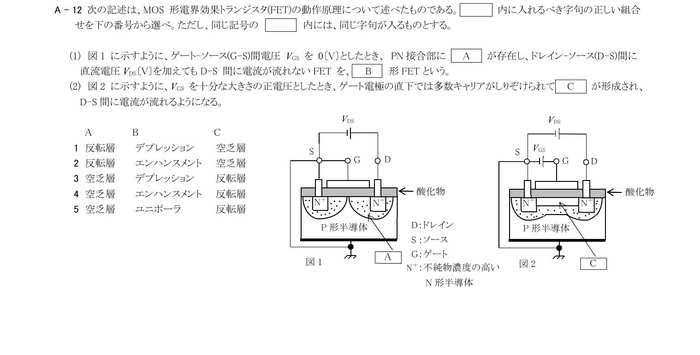 A－12 次の記述は、MOS 形電界効果トランジスタ(FET)の動作原理について述べたものである。 内に入れるべき字句の正しい組合
せを下の番号から選べ。ただし、同じ記号の 内には、同じ字句が入るものとする。
(1) 図 1 に示すように、ゲート-ソース(G-S)間電圧 VGS を 0〔V〕としたとき、 PN 接合部に A が存在し、ドレイン-ソース(D-S)間に
直流電圧 VDS〔V〕を加えても D-S 間に電流が流れない FET を、 B 形 FET という。
(2) 図 2 に示すように、VGS を十分な大きさの正電圧としたとき、ゲート電極の直下では多数キャリアがしりぞけられて C が形成され、
D-S 間に電流が流れるようになる。
A B C
1 反転層 デプレッション 空乏層
2 反転層 エンハンスメント 空乏層
3 空乏層 デプレッション 反転層
4 空乏層 エンハンスメント 反転層
5 空乏層 ユニポーラ 反転層
VDS
S G D
酸化物
N+ N+
P 形半導体
A
図 1
D:ドレイン
S:ソース
G:ゲート
N+:不純物濃度の高い
N 形半導体
VDS
VGS
S G D
酸化物
N+ N+
P 形半導体
C
図 2